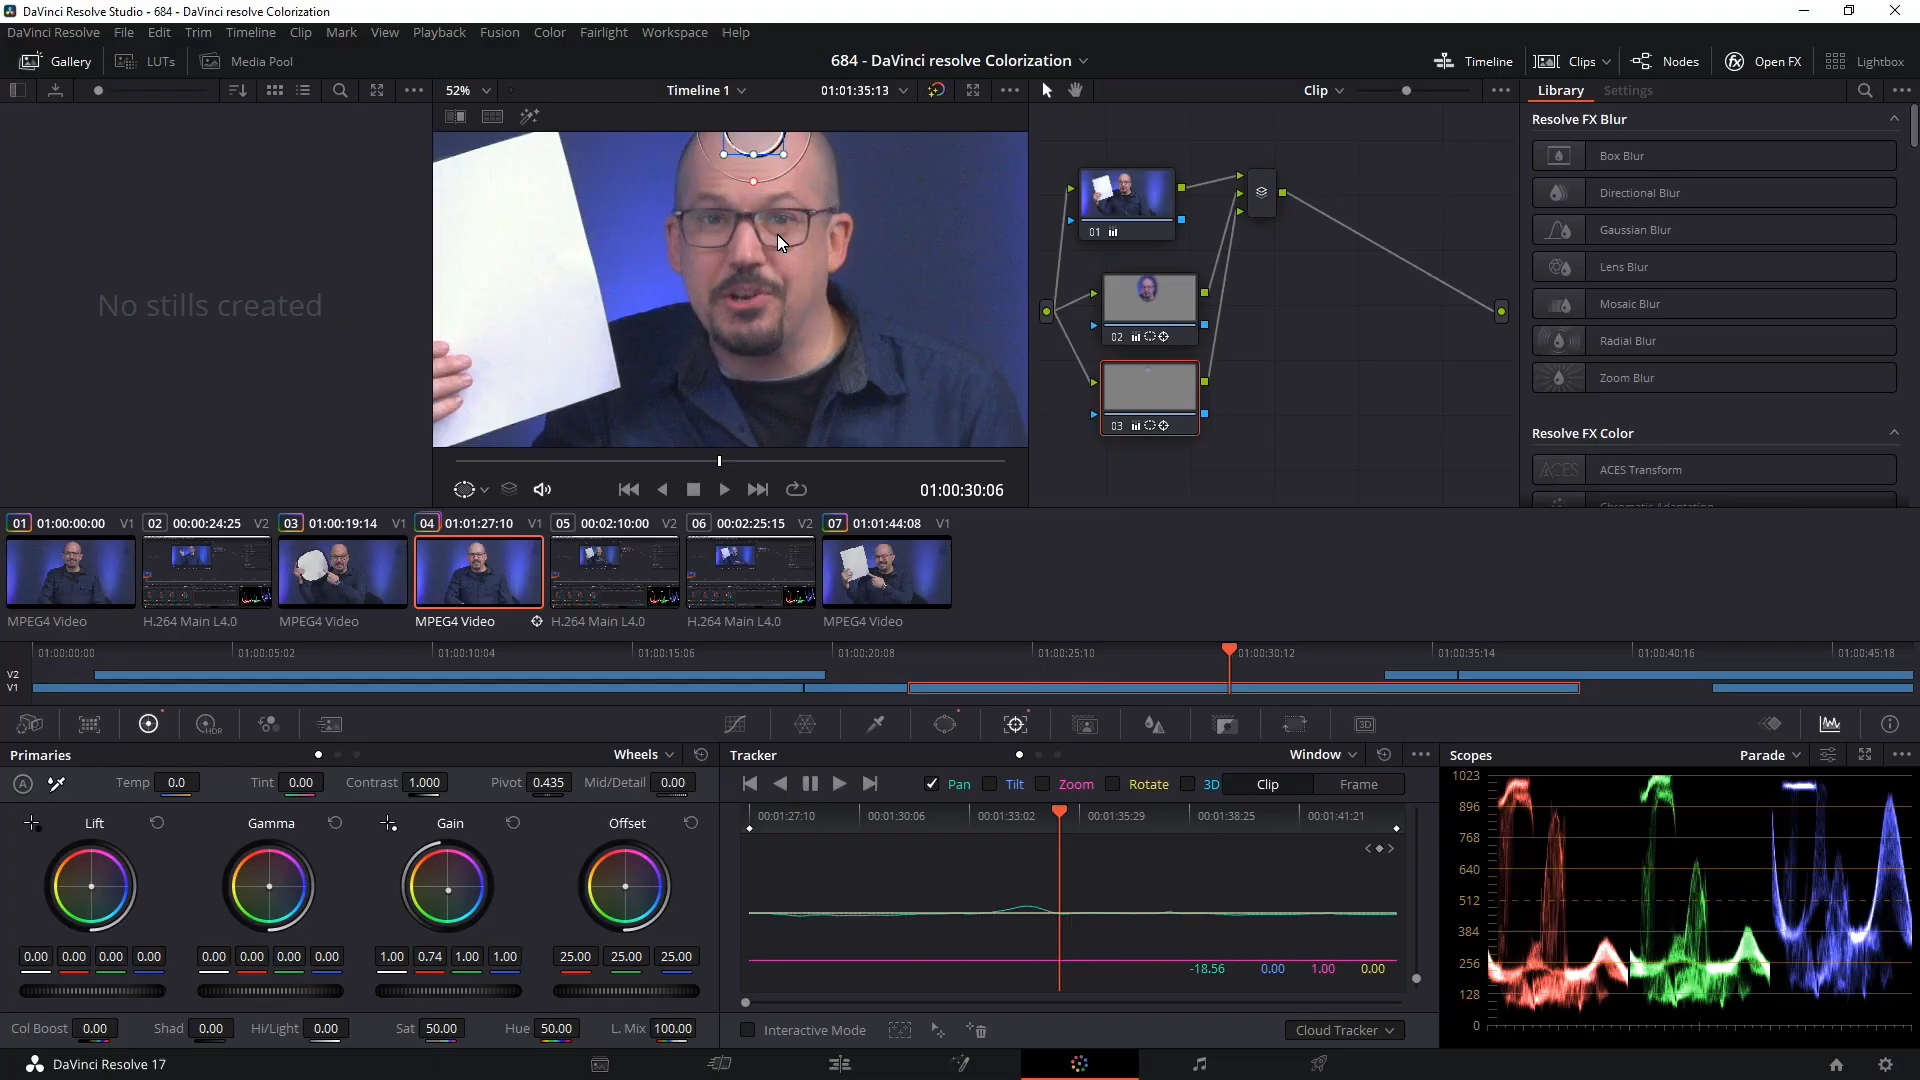 DaVinci Resolve Studio - 684 - DaVinci resolve Colorization
DaVinci Resolve File Edit Trim Timeline Clip Mark View Playback Fusion Color Fairlight Workspace Help
Gallery LUTs Media Pool 684 - DaVinci resolve Colorization Timeline Clips Nodes Open FX Lightbox
52% Timeline 1 01:01:35:13 Clip Library Settings
Resolve FX Blur
Box Blur
Directional Blur
Gaussian Blur
Lens Blur
Mosaic Blur
Radial Blur
Zoom Blur
Resolve FX Color
ACES ACES Transform
Chromatic Adaptation
No stills created
01
02
03
01:00:30:06
01 01:00:00:00 V1 02 00:00:24:25 V2 03 01:00:19:14 V1 04 01:01:27:10 V1 05 00:02:10:00 V2 06 00:02:25:15 V2 07 01:01:44:08 V1
MPEG4 Video H.264 Main L4.0 MPEG4 Video MPEG4 Video H.264 Main L4.0 H.264 Main L4.0 MPEG4 Video
01:00:00:00 01:00:05:02 01:00:10:04 01:00:15:06 01:00:20:08 01:00:25:10 01:00:30:12 01:00:35:14 01:00:40:16 01:00:45:18
V2
V1
HDR 3D
Primaries Wheels Tracker Window Scopes Parade
A Temp 0.0 Tint 0.00 Contrast 1.000 Pivot 0.435 Mid/Detail 0.00
Pan Tilt Zoom Rotate 3D Clip Frame
Lift Gamma Gain Offset
00:01:27:10 00:01:30:06 00:01:33:02 00:01:35:29 00:01:38:25 00:01:41:21
0.00 0.00 0.00 0.00 0.00 0.00 0.00 0.00 1.00 0.74 1.00 1.00 25.00 25.00 25.00
-18.56 0.00 1.00 0.00
Col Boost 0.00 Shad 0.00 Hi/Light 0.00 Sat 50.00 Hue 50.00 L. Mix 100.00
Interactive Mode Cloud Tracker
1023
896
768
640
512
384
256
128
0
DaVinci Resolve 17